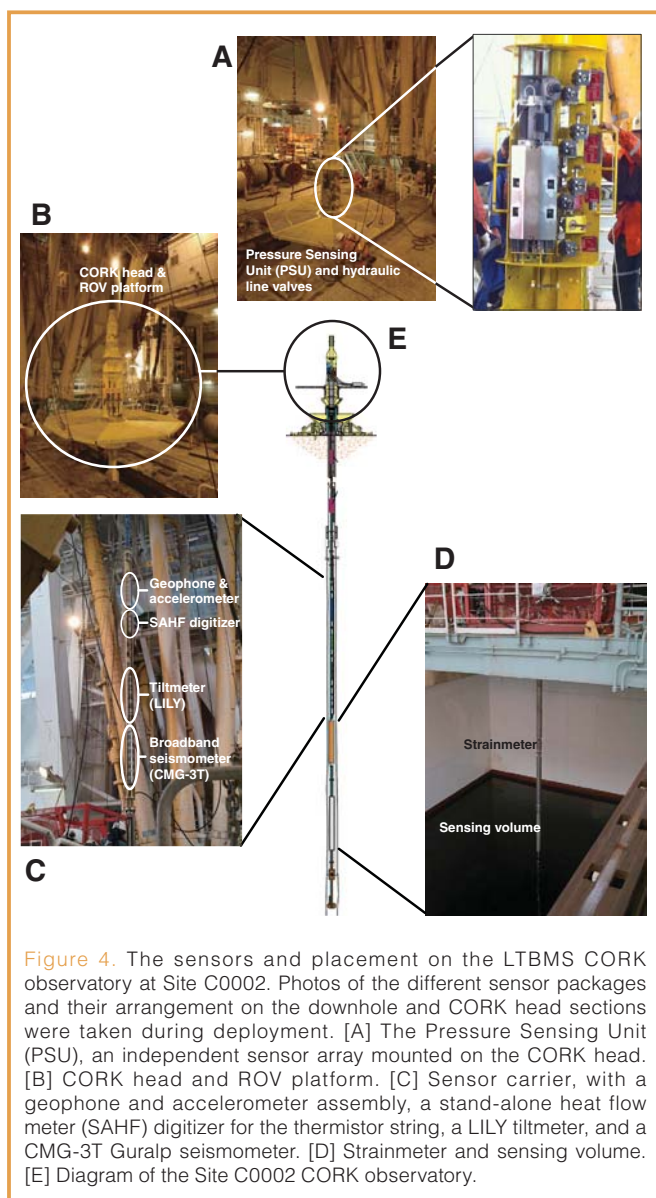 A
Pressure Sensing
Unit (PSU) and hydraulic
line valves
B
CORK head &
ROV platform
E
Geophone &
accelerometer
SAHF digitizer
Tiltmeter
(LILY)
Broadband
seismometer
(CMG-3T)
C
D
Strainmeter
Sensing volume
Figure 4. The sensors and placement on the LTBMS CORK
observatory at Site C0002. Photos of the different sensor packages
and their arrangement on the downhole and CORK head sections
were taken during deployment. [A] The Pressure Sensing Unit
(PSU), an independent sensor array mounted on the CORK head.
[B] CORK head and ROV platform. [C] Sensor carrier, with a
geophone and accelerometer assembly, a stand-alone heat flow
meter (SAHF) digitizer for the thermistor string, a LILY tiltmeter, and a
CMG-3T Guralp seismometer. [D] Strainmeter and sensing volume.
[E] Diagram of the Site C0002 CORK observatory.